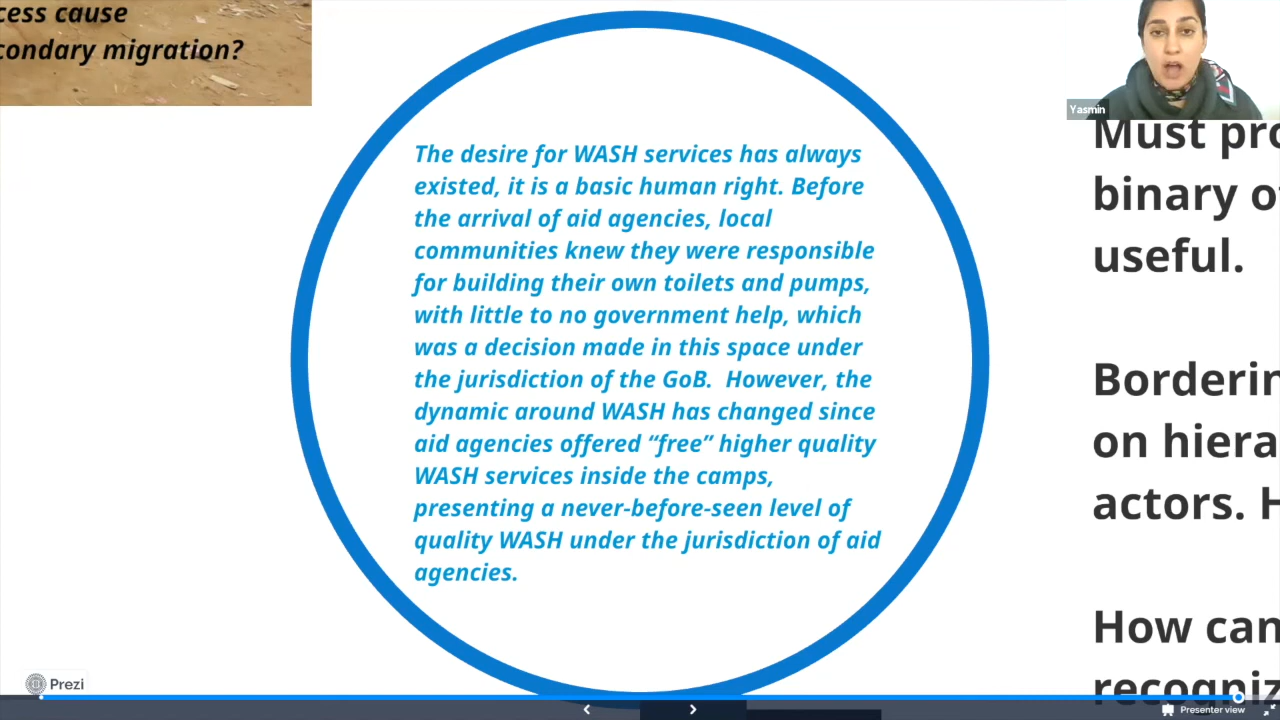 cess cause
condary migration?
The desire for WASH services has always
existed, it is a basic human right. Before
the arrival of aid agencies, local
communities knew they were responsible
for building their own toilets and pumps,
with little to no government help, which
was a decision made in this space under
the jurisdiction of the GoB.  However, the
dynamic around WASH has changed since
aid agencies offered “free” higher quality
WASH services inside the camps,
presenting a never-before-seen level of
quality WASH under the jurisdiction of aid
agencies.
Yasmin
Must pro
binary of
useful.
Borderin
on hiera
actors. H
How can
recogniz
Prezi
Presenter view